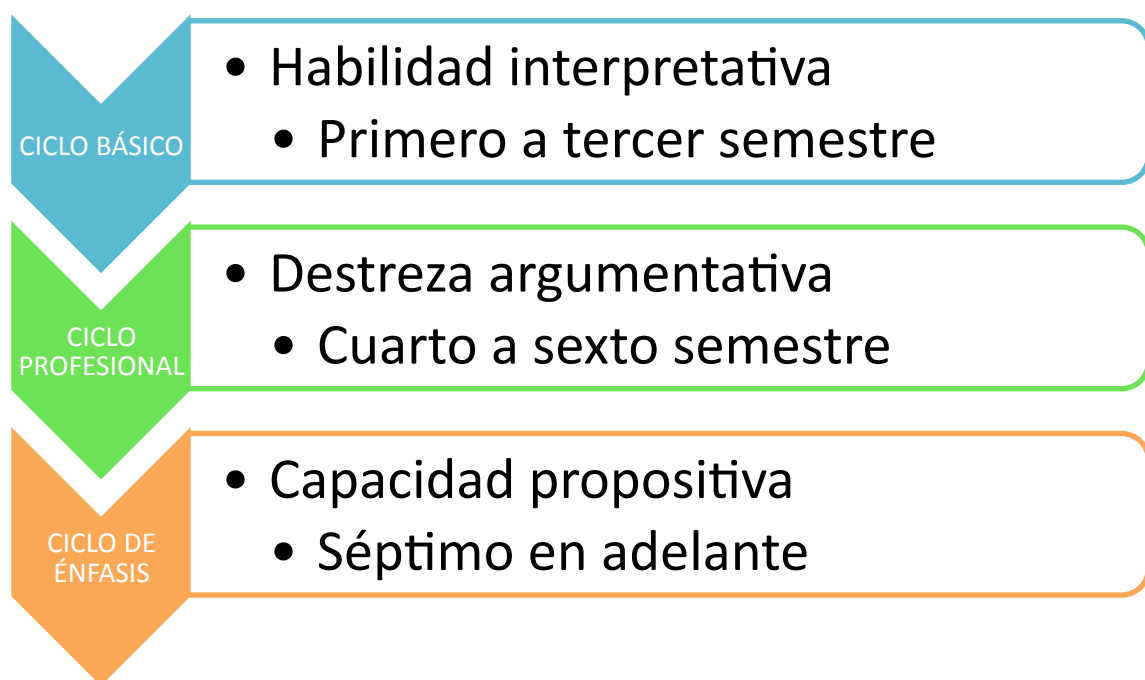 CICLO BÁSICO
• Habilidad interpretativa
• Primero a tercer semestre
CICLO
PROFESIONAL
• Destreza argumentativa
• Cuarto a sexto semestre
CICLO DE
ÉNFASIS
• Capacidad propositiva
• Séptimo en adelante